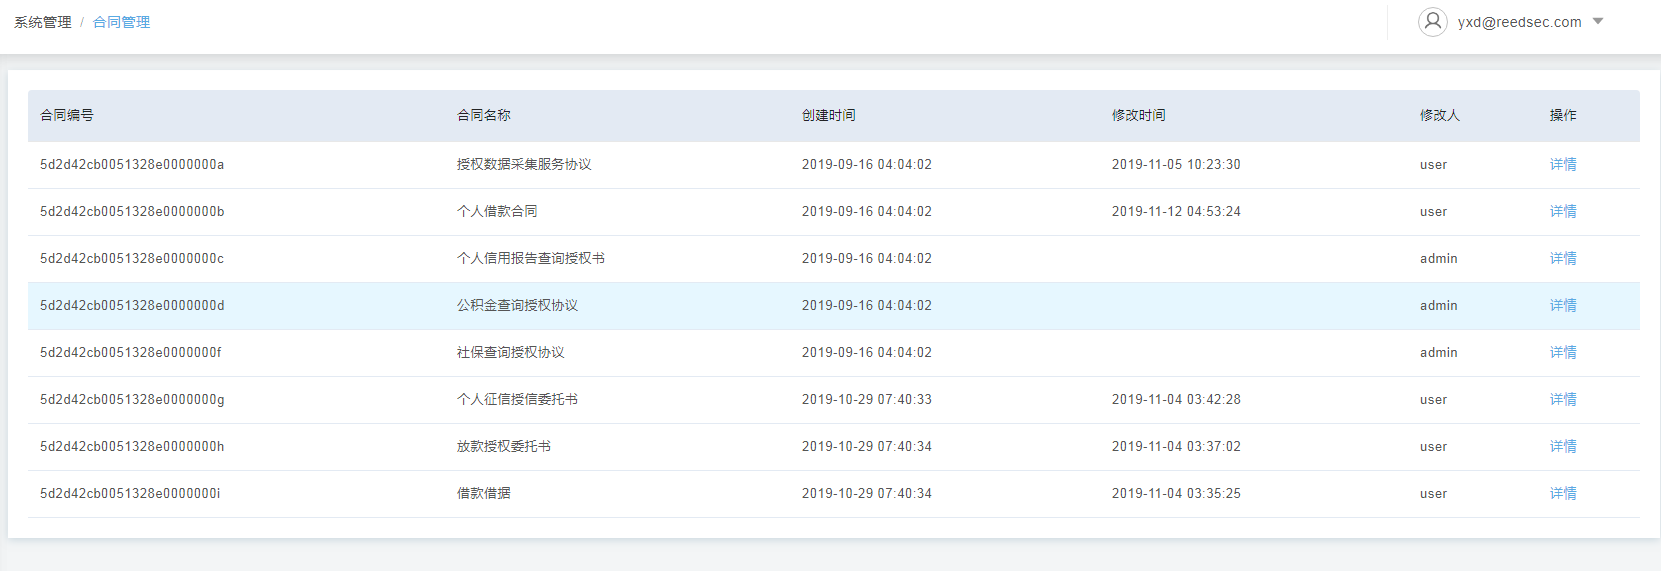 系统管理 / 合同管理 yxd@reedsec.com
合同编号 合同名称 创建时间 修改时间 修改人 操作
5d2d42cb0051328e0000000a 授权数据采集服务协议 2019-09-16 04:04:02 2019-11-05 10:23:30 user 详情
5d2d42cb0051328e0000000b 个人借款合同 2019-09-16 04:04:02 2019-11-12 04:53:24 user 详情
5d2d42cb0051328e0000000c 个人信用报告查询授权书 2019-09-16 04:04:02 admin 详情
5d2d42cb0051328e0000000d 公积金查询授权协议 2019-09-16 04:04:02 admin 详情
5d2d42cb0051328e0000000f 社保查询授权协议 2019-09-16 04:04:02 admin 详情
5d2d42cb0051328e0000000g 个人征信授信委托书 2019-10-29 07:40:33 2019-11-04 03:42:28 user 详情
5d2d42cb0051328e0000000h 放款授权委托书 2019-10-29 07:40:34 2019-11-04 03:37:02 user 详情
5d2d42cb0051328e0000000i 借款借据 2019-10-29 07:40:34 2019-11-04 03:35:25 user 详情